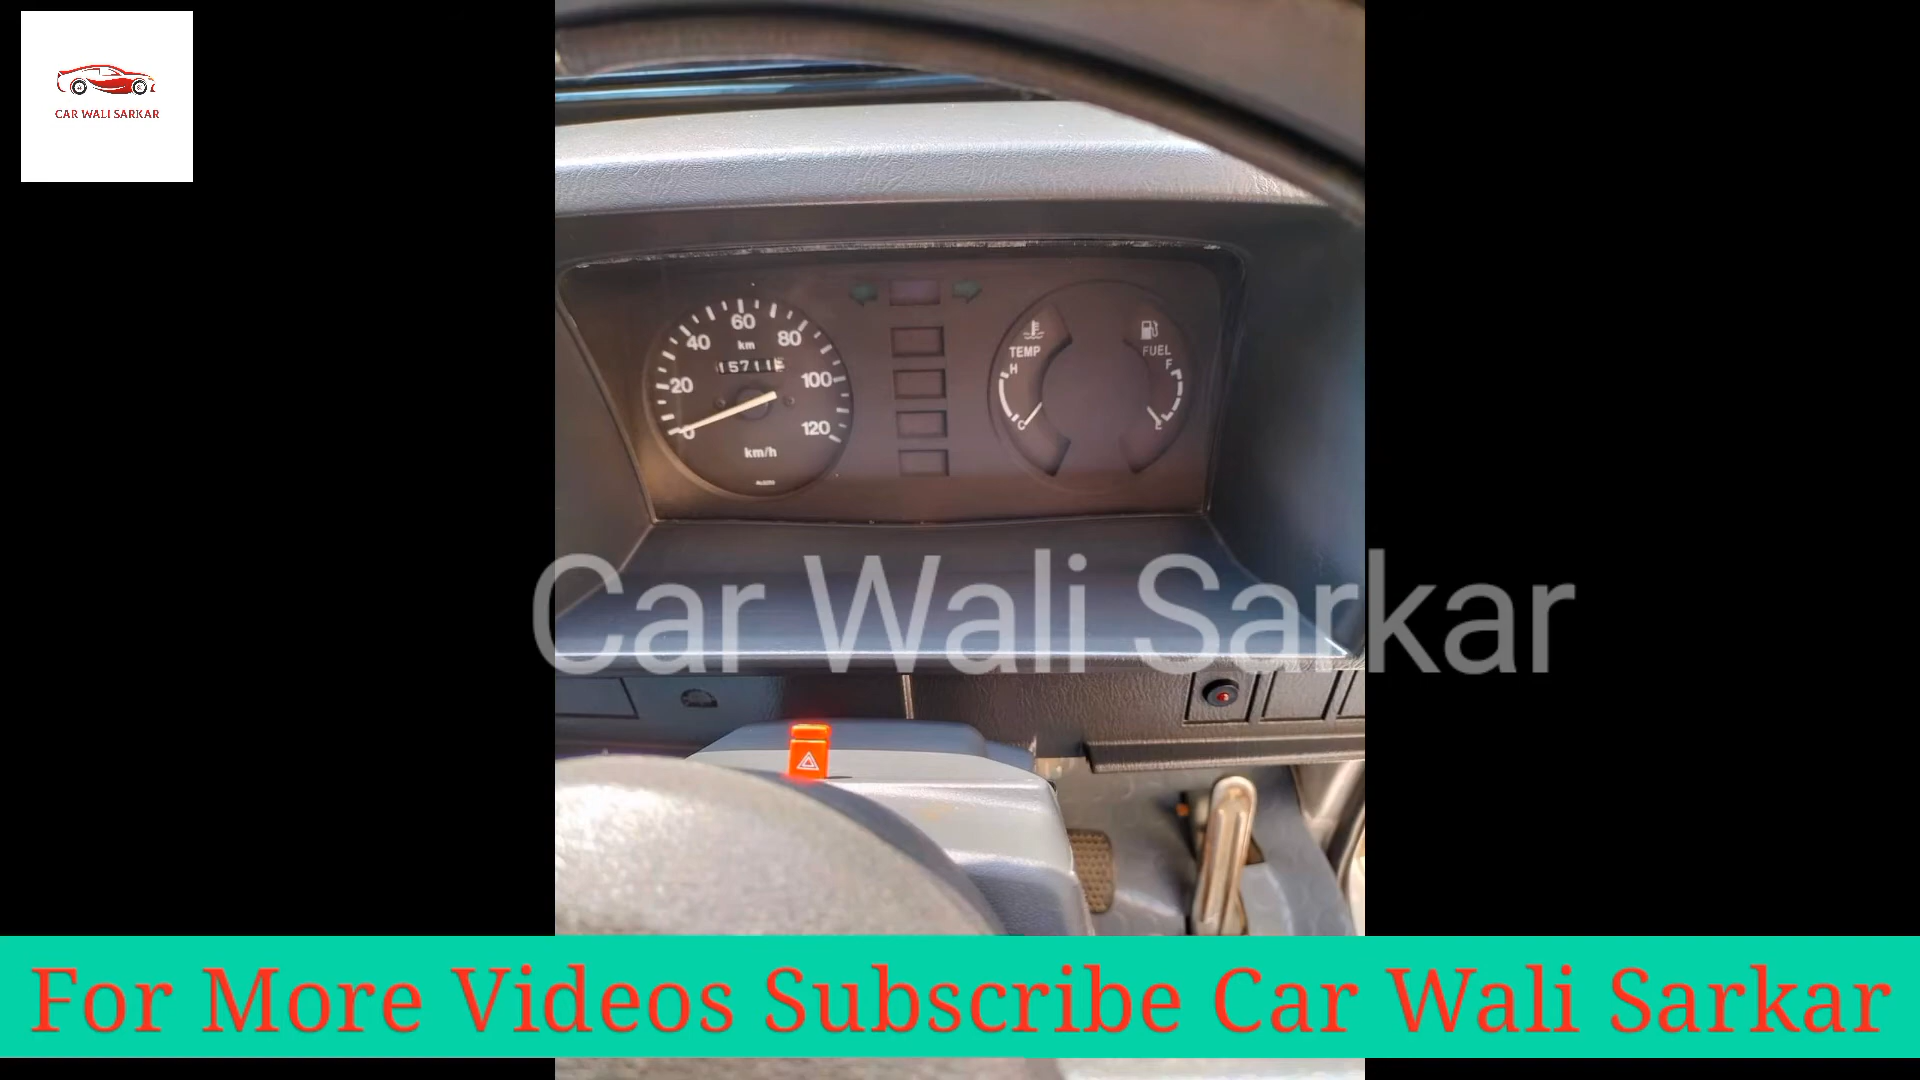 CAR WALI SARKAR
60
40
80
km
20
100
0
120
km/h
TEMP
H
C
FUEL
F
E
Car Wali Sarkar
For More Videos Subscribe Car Wali Sarkar